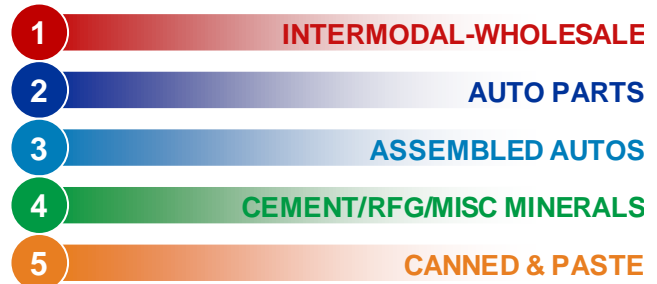 1 INTERMODAL-WHOLESALE
2 AUTO PARTS
3 ASSEMBLED AUTOS
4 CEMENT/RFG/MISC MINERALS
5 CANNED & PASTE